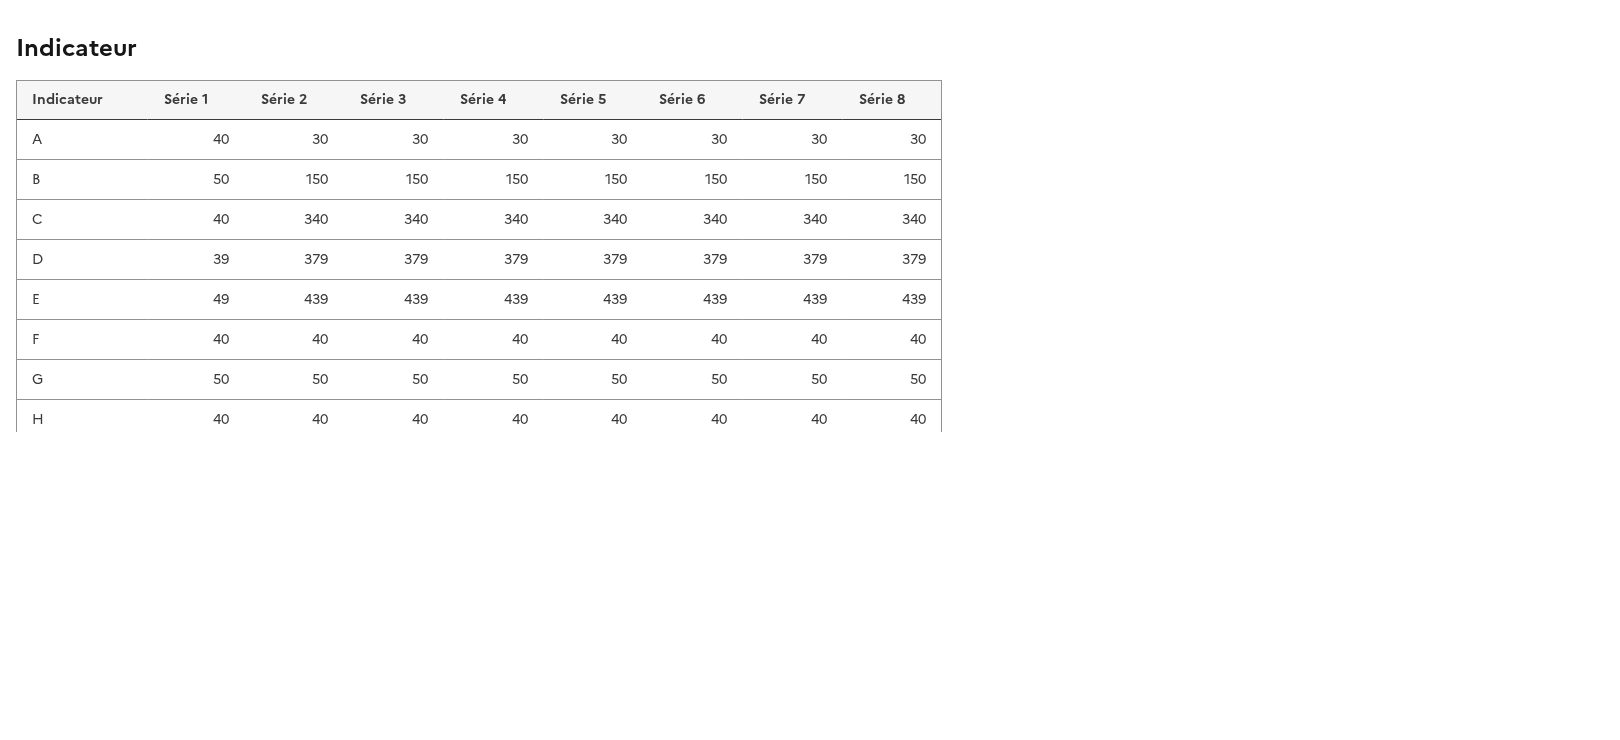 Indicateur
Indicateur Série 1 Série 2 Série 3 Série 4 Série 5 Série 6 Série 7 Série 8
A 40 30 30 30 30 30 30 30
B 50 150 150 150 150 150 150 150
C 40 340 340 340 340 340 340 340
D 39 379 379 379 379 379 379 379
E 49 439 439 439 439 439 439 439
F 40 40 40 40 40 40 40 40
G 50 50 50 50 50 50 50 50
H 40 40 40 40 40 40 40 40